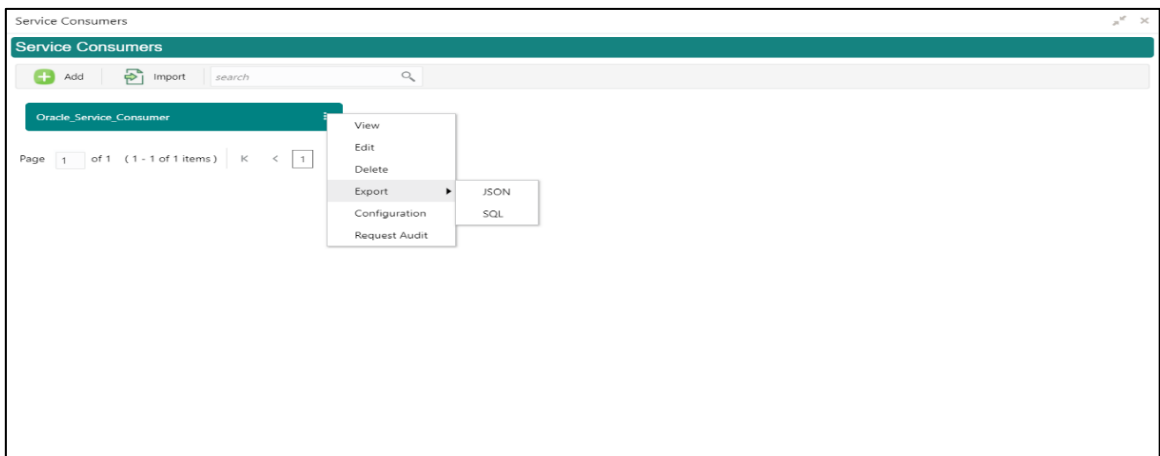 Service Consumers
Service Consumers
Add Import search
Oracle_Service_Consumer
Page 1 of 1 ( 1 - 1 of 1 items ) K < 1
View
Edit
Delete
Export JSON
Configuration SQL
Request Audit